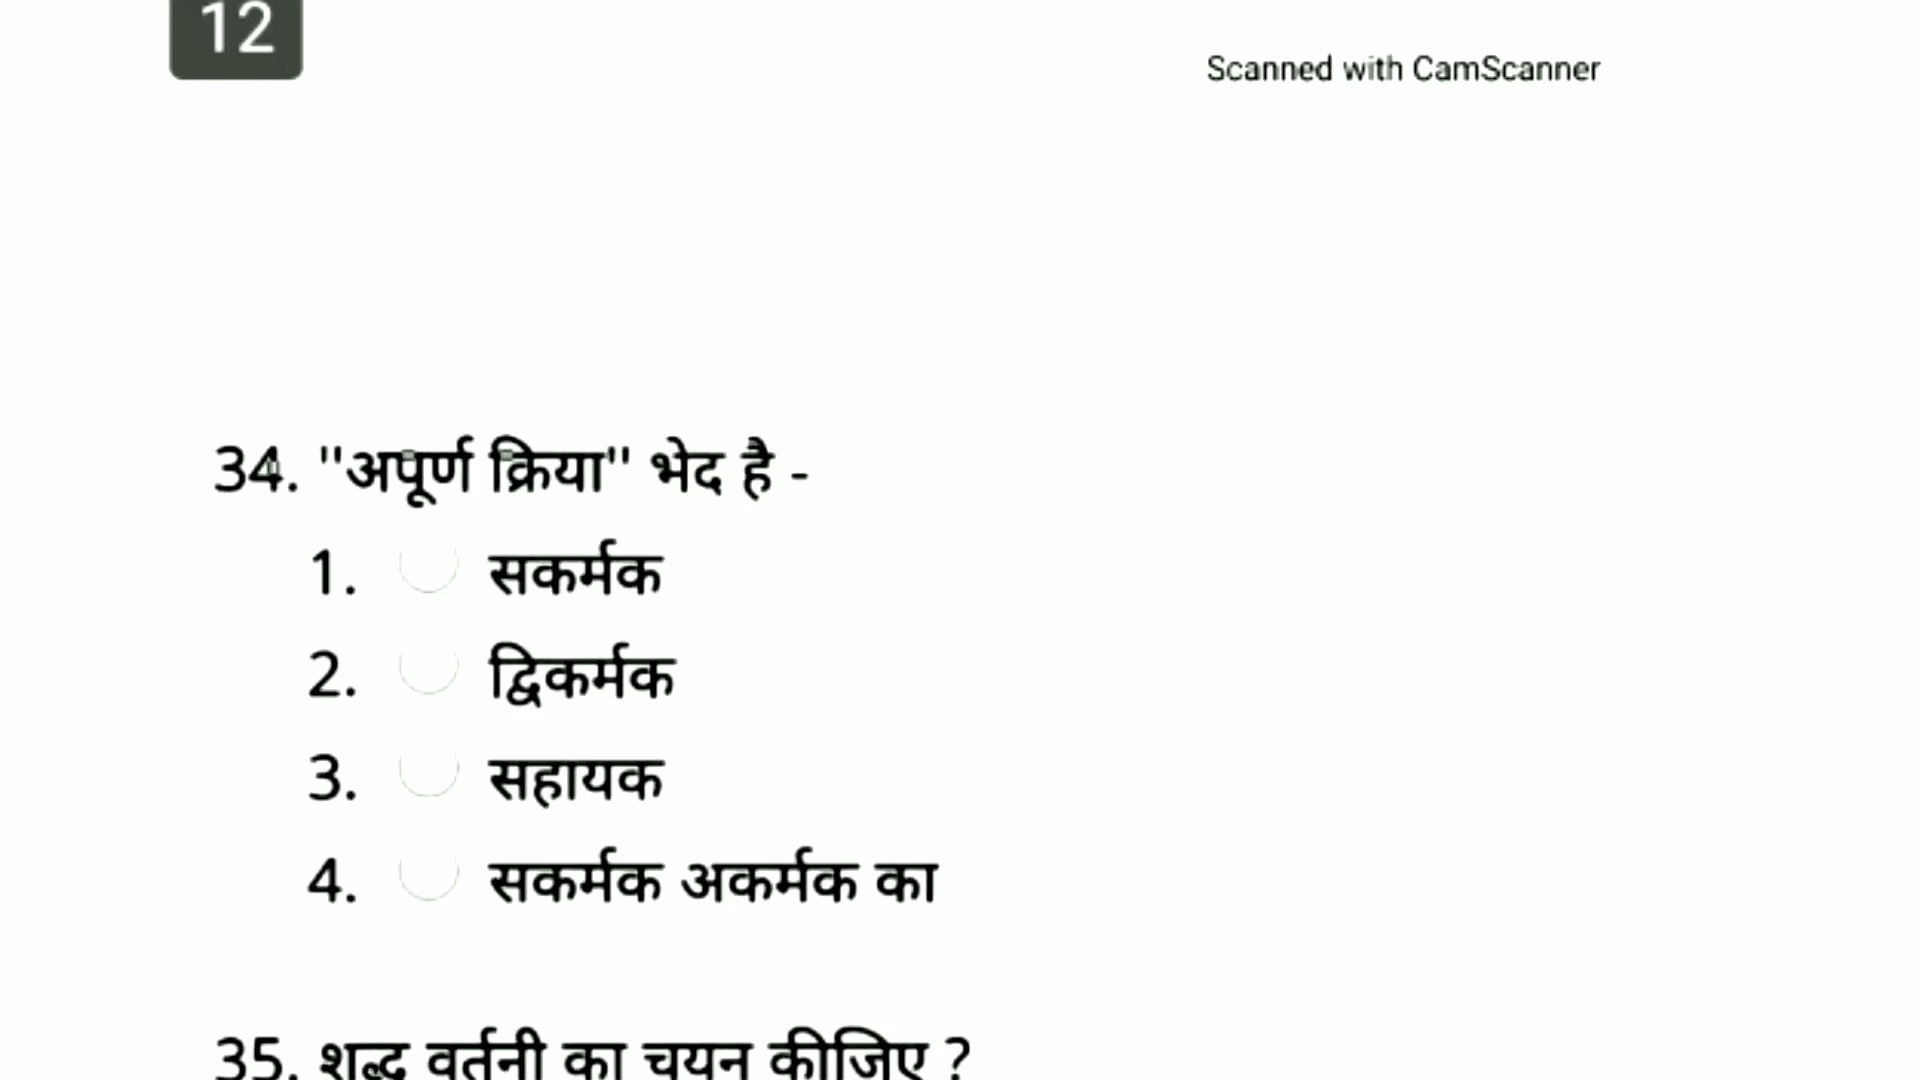 12
Scanned with CamScanner
34. "अपूर्ण क्रिया" भेद है -
1. सकर्मक
2. द्विकर्मक
3. सहायक
4. सकर्मक अकर्मक का
35. शुद्ध वर्तनी का चयन कीजिए ?